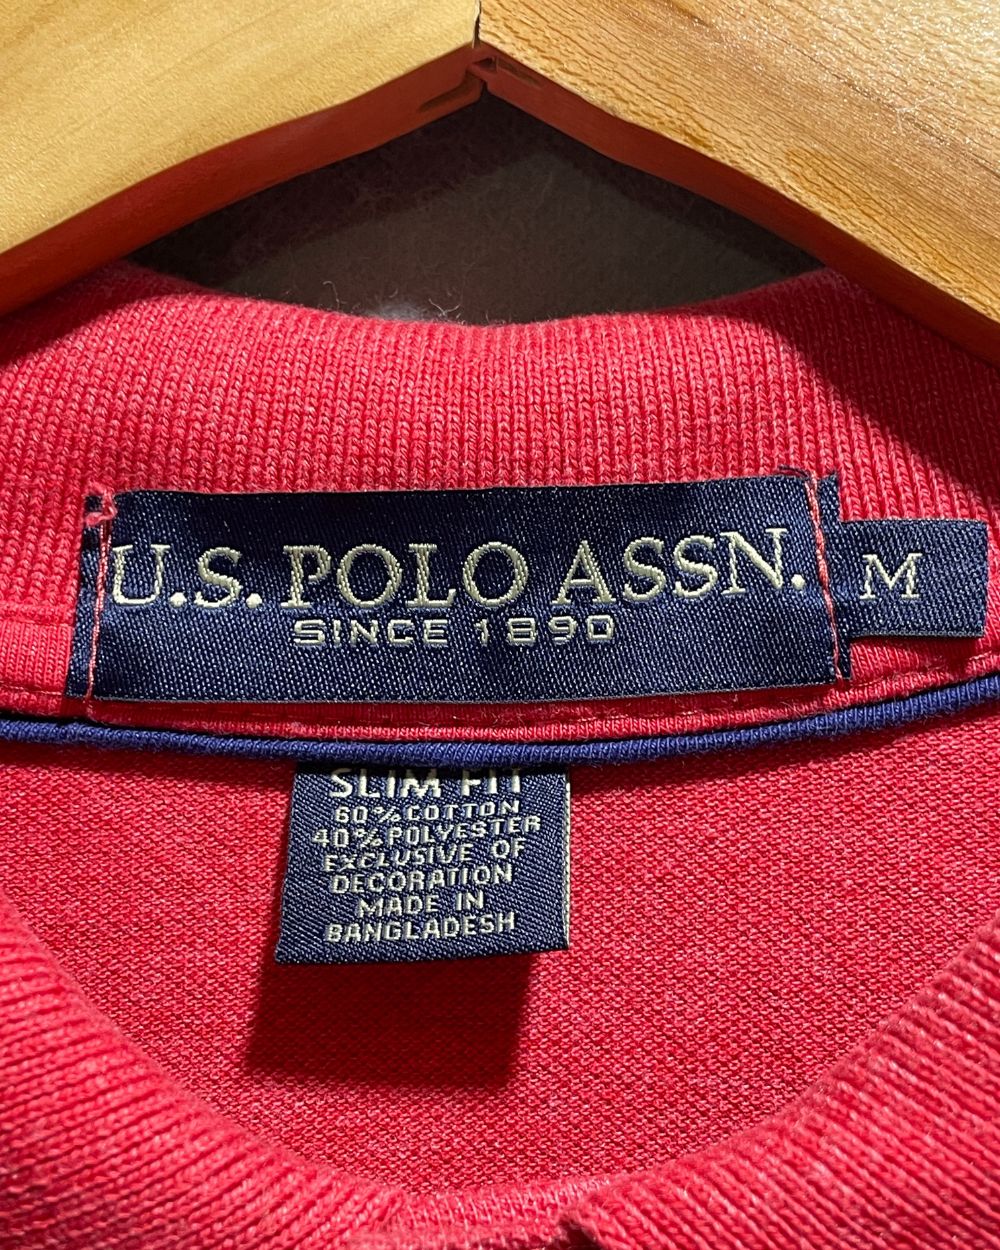 U.S. POLO ASSN.
SINCE 1890
M
SLIM FIT
60% COTTON
40% POLYESTER
EXCLUSIVE OF
DECORATION
MADE IN
BANGLADESH